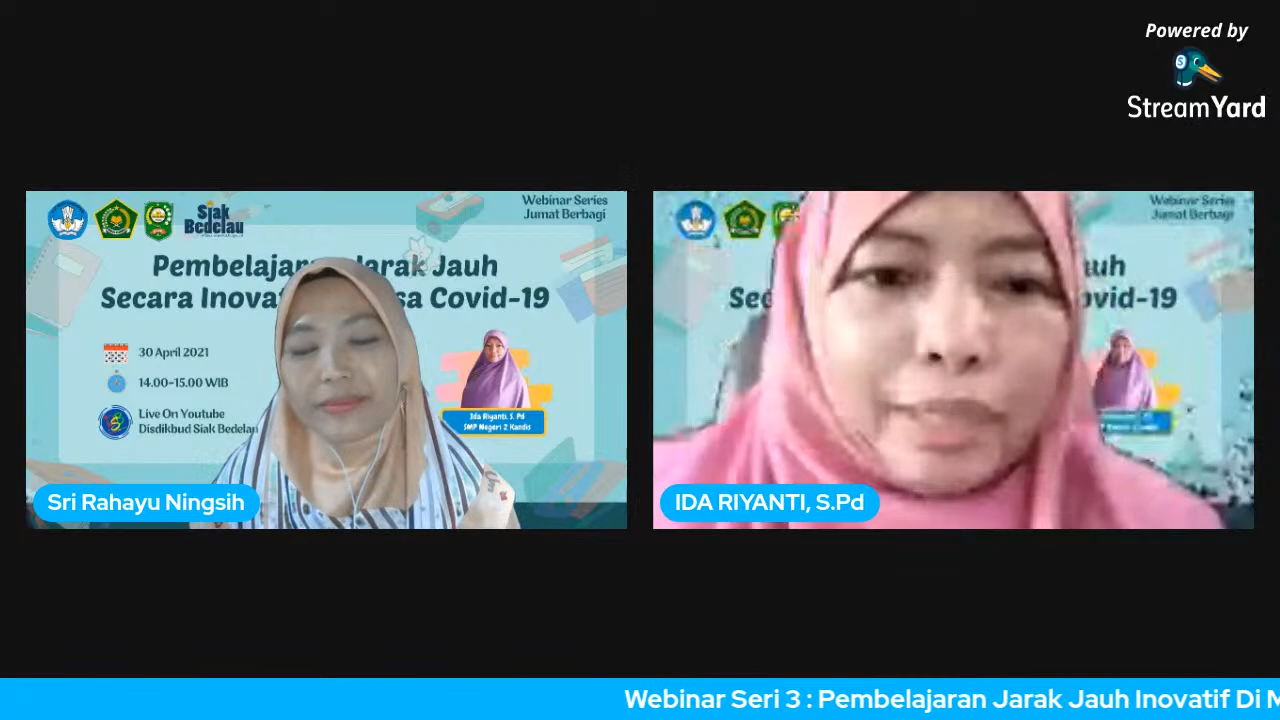 Powered by
StreamYard
Siak
Bedelau
Webinar Series
Jumat Berbagi
Pembelajaran Jarak Jauh
Secara Inova sa Covid-19
30 April 2021
14.00-15.00 WIB
Live On Youtube
Disdikbud Siak Bedelau
Ida Riyanti, S. Pd
SMP Negeri 2 Kandis
Sri Rahayu Ningsih
Webinar Series
Jumat Berbagi
auh
Sec ovid-19
IDA RIYANTI, S.Pd
Webinar Seri 3 : Pembelajaran Jarak Jauh Inovatif Di M